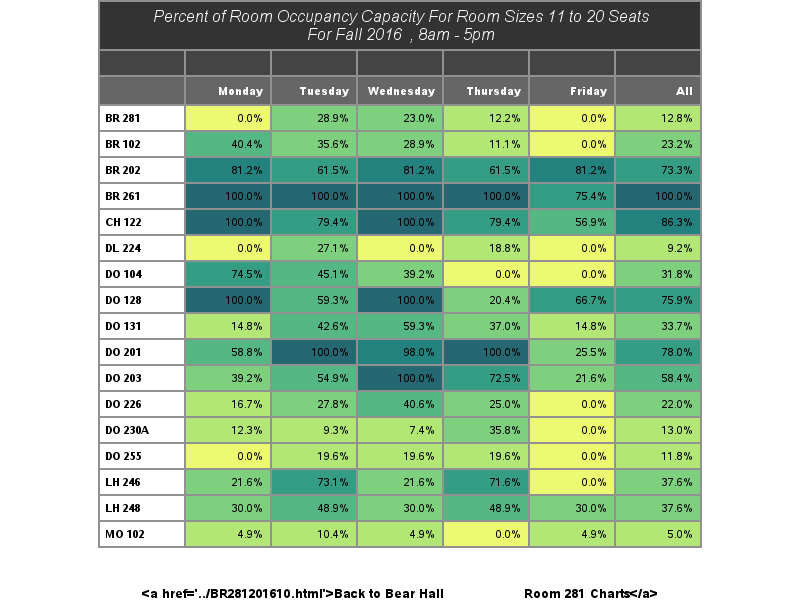 Percent of Room Occupancy Capacity For Room Sizes 11 to 20 Seats
For Fall 2016 , 8am - 5pm
Monday Tuesday Wednesday Thursday Friday All
BR 281 0.0% 28.9% 23.0% 12.2% 0.0% 12.8%
BR 102 40.4% 35.6% 28.9% 11.1% 0.0% 23.2%
BR 202 81.2% 61.5% 81.2% 61.5% 81.2% 73.3%
BR 261 100.0% 100.0% 100.0% 100.0% 75.4% 100.0%
CH 122 100.0% 79.4% 100.0% 79.4% 56.9% 86.3%
DL 224 0.0% 27.1% 0.0% 18.8% 0.0% 9.2%
DO 104 74.5% 45.1% 39.2% 0.0% 0.0% 31.8%
DO 128 100.0% 59.3% 100.0% 20.4% 66.7% 75.9%
DO 131 14.8% 42.6% 59.3% 37.0% 14.8% 33.7%
DO 201 58.8% 100.0% 98.0% 100.0% 25.5% 78.0%
DO 203 39.2% 54.9% 100.0% 72.5% 21.6% 58.4%
DO 226 16.7% 27.8% 40.6% 25.0% 0.0% 22.0%
DO 230A 12.3% 9.3% 7.4% 35.8% 0.0% 13.0%
DO 255 0.0% 19.6% 19.6% 19.6% 0.0% 11.8%
LH 246 21.6% 73.1% 21.6% 71.6% 0.0% 37.6%
LH 248 30.0% 48.9% 30.0% 48.9% 30.0% 37.6%
MO 102 4.9% 10.4% 4.9% 0.0% 4.9% 5.0%
<a href='../BR281201610.html'>Back to Bear Hall Room 281 Charts</a>